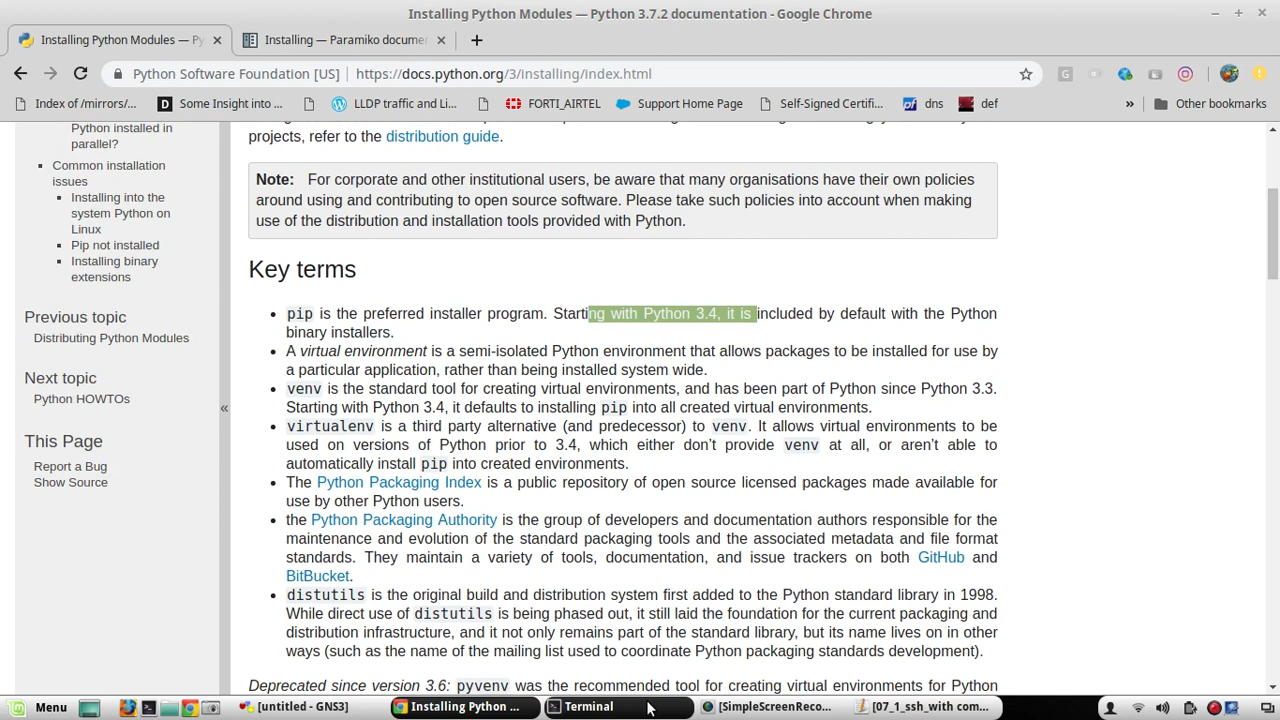 Installing Python Modules — Python 3.7.2 documentation - Google Chrome
Installing Python Modules — Py
Installing — Paramiko documen
Python Software Foundation [US] | https://docs.python.org/3/installing/index.html
Index of /mirrors/...
Some Insight into ...
LLDP traffic and Li...
FORTI_AIRTEL
Support Home Page
Self-Signed Certifi...
dns
def
» Other bookmarks
Python installed in
parallel?
Common installation
issues
Installing into the
system Python on
Linux
Pip not installed
Installing binary
extensions
Previous topic
Distributing Python Modules
Next topic
Python HOWTOs
This Page
Report a Bug
Show Source
«
projects, refer to the distribution guide.
Note: For corporate and other institutional users, be aware that many organisations have their own policies
around using and contributing to open source software. Please take such policies into account when making
use of the distribution and installation tools provided with Python.
Key terms
• pip is the preferred installer program. Starting with Python 3.4, it is included by default with the Python
binary installers.
• A virtual environment is a semi-isolated Python environment that allows packages to be installed for use by
a particular application, rather than being installed system wide.
• venv is the standard tool for creating virtual environments, and has been part of Python since Python 3.3.
Starting with Python 3.4, it defaults to installing pip into all created virtual environments.
• virtualenv is a third party alternative (and predecessor) to venv. It allows virtual environments to be
used on versions of Python prior to 3.4, which either don’t provide venv at all, or aren’t able to
automatically install pip into created environments.
• The Python Packaging Index is a public repository of open source licensed packages made available for
use by other Python users.
• the Python Packaging Authority is the group of developers and documentation authors responsible for the
maintenance and evolution of the standard packaging tools and the associated metadata and file format
standards. They maintain a variety of tools, documentation, and issue trackers on both GitHub and
BitBucket.
• distutils is the original build and distribution system first added to the Python standard library in 1998.
While direct use of distutils is being phased out, it still laid the foundation for the current packaging and
distribution infrastructure, and it not only remains part of the standard library, but its name lives on in other
ways (such as the name of the mailing list used to coordinate Python packaging standards development).
Deprecated since version 3.6: pyvenv was the recommended tool for creating virtual environments for Python
Menu
[untitled - GNS3]
Installing Python ...
Terminal
[SimpleScreenReco...
[07_1_ssh_with com...